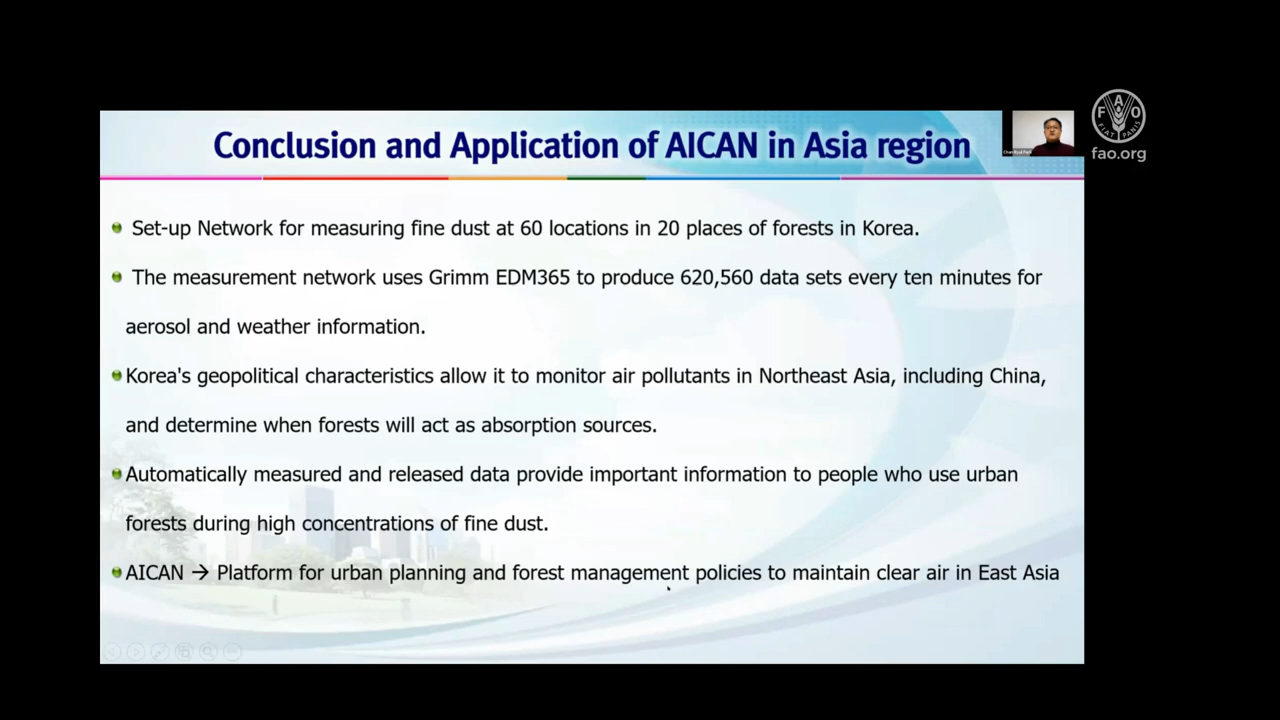 Conclusion and Application of AICAN in Asia region
Set-up Network for measuring fine dust at 60 locations in 20 places of forests in Korea.
The measurement network uses Grimm EDM365 to produce 620,560 data sets every ten minutes for
aerosol and weather information.
Korea's geopolitical characteristics allow it to monitor air pollutants in Northeast Asia, including China,
and determine when forests will act as absorption sources.
Automatically measured and released data provide important information to people who use urban
forests during high concentrations of fine dust.
AICAN → Platform for urban planning and forest management policies to maintain clear air in East Asia
F A O
FIAT PANIS
fao.org